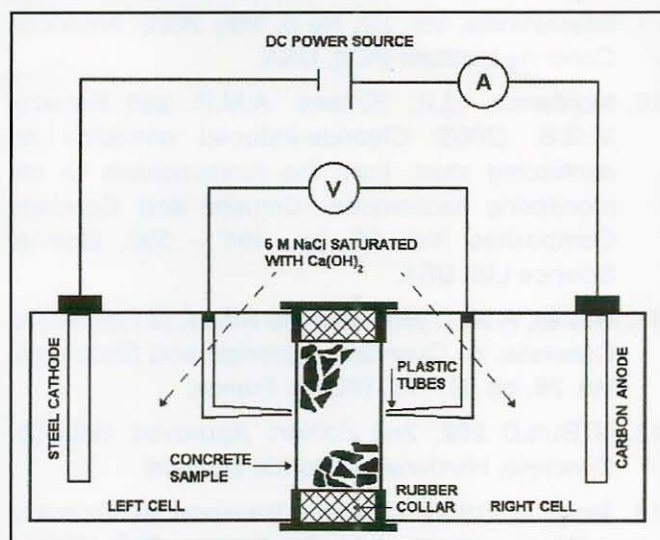 DC POWER SOURCE
A
V
5 M NaCl SATURATED
WITH Ca(OH)₂
STEEL CATHODE
CARBON ANODE
PLASTIC
TUBES
CONCRETE
SAMPLE
RUBBER
COLLAR
LEFT CELL
RIGHT CELL